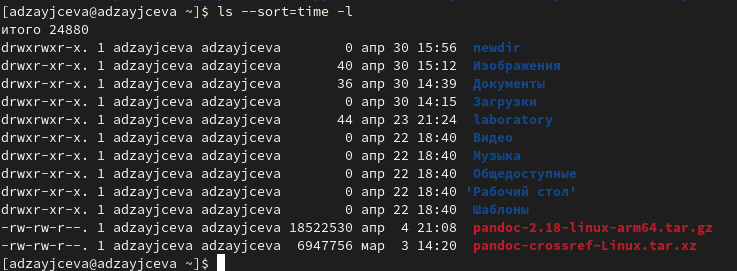 [adzayjceva@adzayjceva ~]$ ls --sort=time -l
итого 24880
drwxrwxr-x. 1 adzayjceva adzayjceva        0 апр 30 15:56  newdir
drwxr-xr-x. 1 adzayjceva adzayjceva       40 апр 30 15:12  Изображения
drwxr-xr-x. 1 adzayjceva adzayjceva       36 апр 30 14:39  Документы
drwxr-xr-x. 1 adzayjceva adzayjceva        0 апр 30 14:15  Загрузки
drwxrwxr-x. 1 adzayjceva adzayjceva       44 апр 23 21:24  laboratory
drwxr-xr-x. 1 adzayjceva adzayjceva        0 апр 22 18:40  Видео
drwxr-xr-x. 1 adzayjceva adzayjceva        0 апр 22 18:40  Музыка
drwxr-xr-x. 1 adzayjceva adzayjceva        0 апр 22 18:40  Общедоступные
drwxr-xr-x. 1 adzayjceva adzayjceva        0 апр 22 18:40 'Рабочий стол'
drwxr-xr-x. 1 adzayjceva adzayjceva        0 апр 22 18:40  Шаблоны
-rw-rw-r--. 1 adzayjceva adzayjceva 18522530 апр  4 21:08  pandoc-2.18-linux-arm64.tar.gz
-rw-rw-r--. 1 adzayjceva adzayjceva  6947756 мар  3 14:20  pandoc-crossref-Linux.tar.xz
[adzayjceva@adzayjceva ~]$